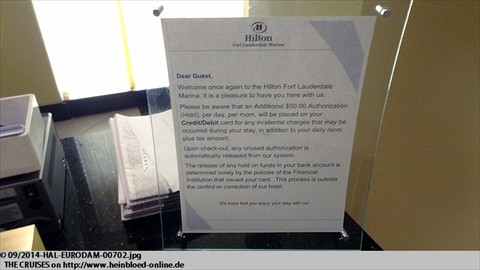 Hilton
Fort Lauderdale Marina
Dear Guest,
Welcome once again to the Hilton Fort Lauderdale
Marina, it is a pleasure to have you here with us.
Please be aware that an Additional $50.00 Authorization
(Hold), per day, per room, will be placed on your
Credit/Debit card for any incidental charges that may be
occurred during your stay, in addition to your daily room
plus tax amount.
Upon check-out, any unused authorization is
automatically released from our system.
The release of any hold on funds in your bank account is
determined solely by the policies of the Financial
Institution that issued your card. .This process is outside
the control or correction of our hotel.
We hope that you enjoy your stay with us!
© 09/2014-HAL-EURODAM-00702.jpg
THE CRUISES on http://www.heinbloed-online.de